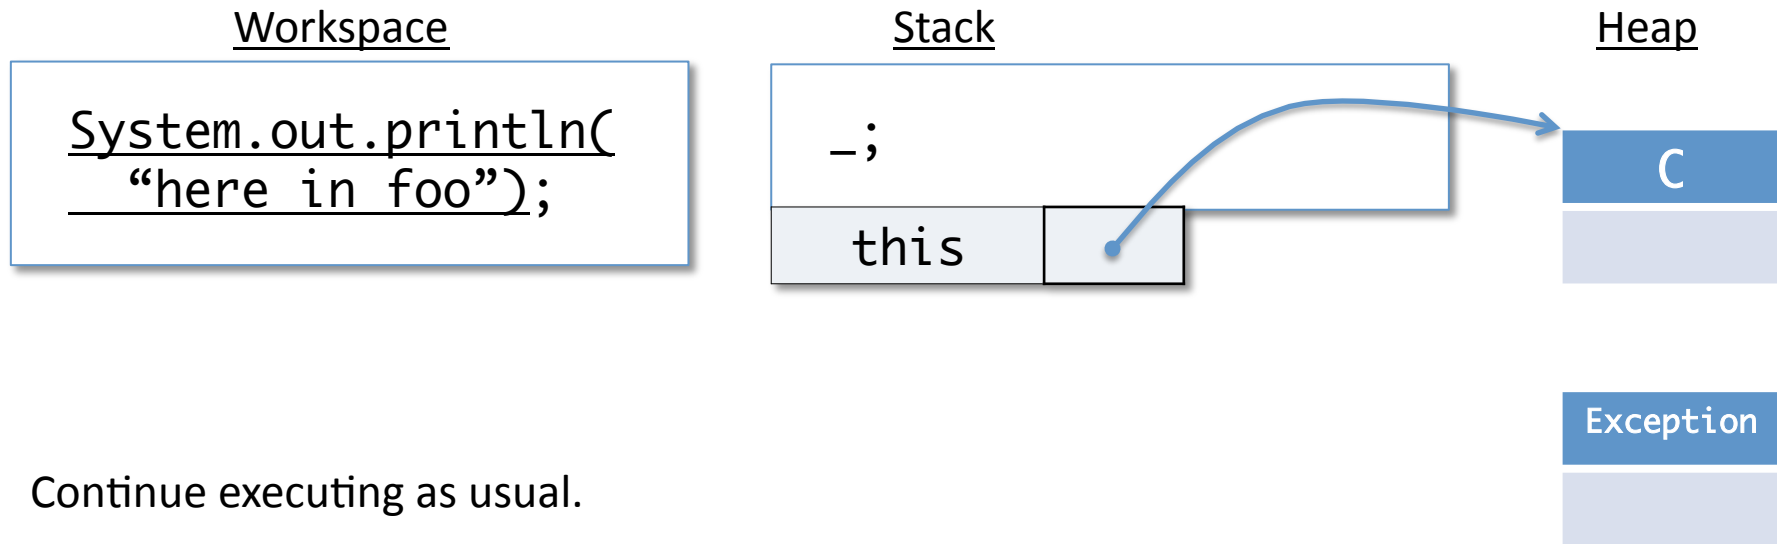 Workspace
Stack
Heap
System.out.println(
“here in foo”);
_;
this
C
Exception
Continue executing as usual.